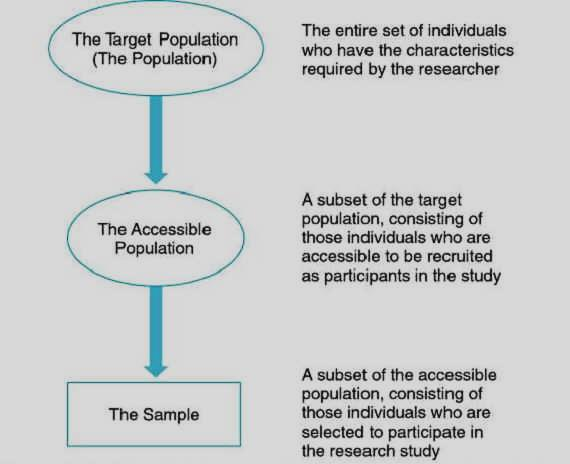 The Target Population
(The Population)
The entire set of individuals
who have the characteristics
required by the researcher
The Accessible
Population
A subset of the target
population, consisting of
those individuals who are
accessible to be recruited
as participants in the study
The Sample
A subset of the accessible
population, consisting of
those individuals who are
selected to participate in
the research study